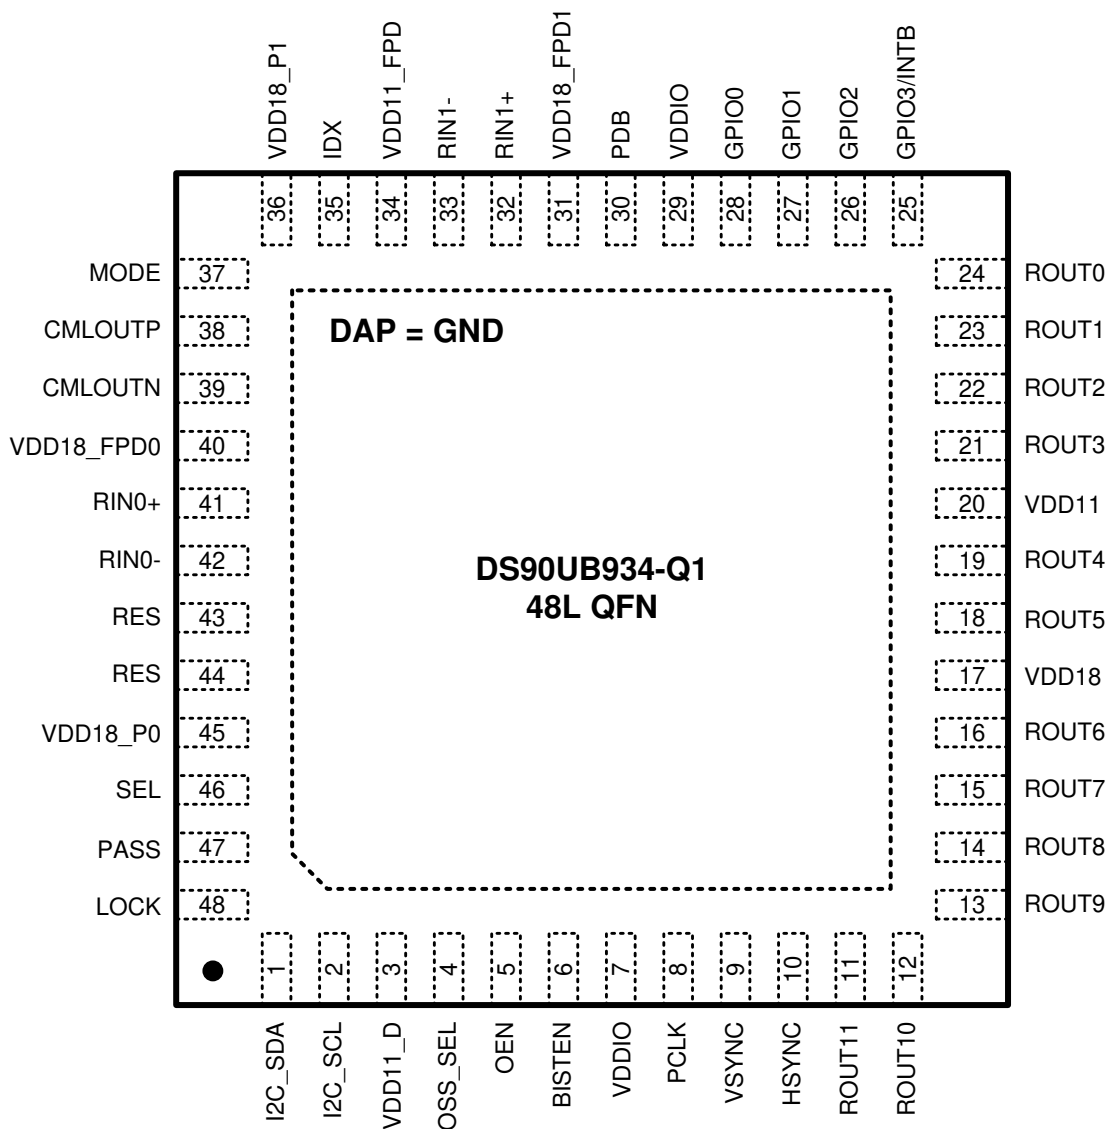 VDD18_P1
IDX
VDD11_FPD
RIN1-
RIN1+
VDD18_FPD1
PDB
VDDIO
GPIO0
GPIO1
GPIO2
GPIO3/INTB
36
35
34
33
32
31
30
29
28
27
26
25
MODE 37
CMLOUTP 38
CMLOUTN 39
VDD18_FPD0 40
RIN0+ 41
RIN0- 42
RES 43
RES 44
VDD18_P0 45
SEL 46
PASS 47
LOCK 48
DAP = GND
DS90UB934-Q1
48L QFN
24 ROUT0
23 ROUT1
22 ROUT2
21 ROUT3
20 VDD11
19 ROUT4
18 ROUT5
17 VDD18
16 ROUT6
15 ROUT7
14 ROUT8
13 ROUT9
1
2
3
4
5
6
7
8
9
10
11
12
I2C_SDA
I2C_SCL
VDD11_D
OSS_SEL
OEN
BISTEN
VDDIO
PCLK
VSYNC
HSYNC
ROUT11
ROUT10